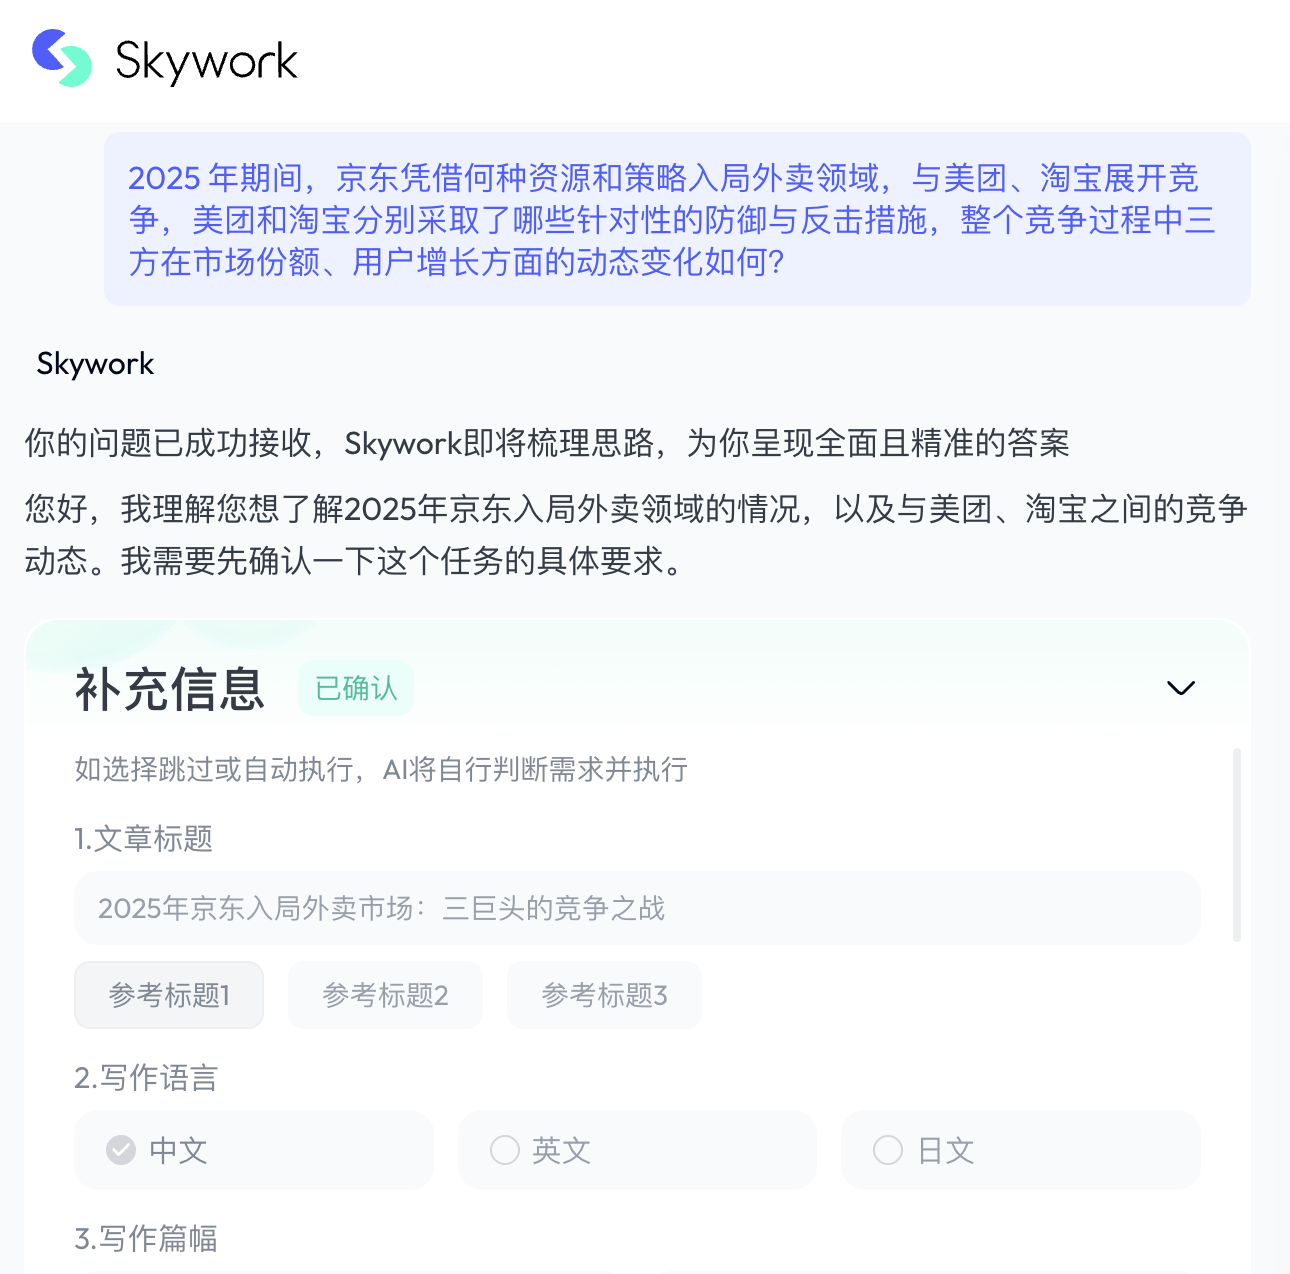 Skywork
2025 年期间，京东凭借何种资源和策略入局外卖领域，与美团、淘宝展开竞
争，美团和淘宝分别采取了哪些针对性的防御与反击措施，整个竞争过程中三
方在市场份额、用户增长方面的动态变化如何？
Skywork
你的问题已成功接收，Skywork即将梳理思路，为你呈现全面且精准的答案
您好，我理解您想了解2025年京东入局外卖领域的情况，以及与美团、淘宝之间的竞争
动态。我需要先确认一下这个任务的具体要求。
补充信息 已确认
如选择跳过或自动执行，AI将自行判断需求并执行
1.文章标题
2025年京东入局外卖市场：三巨头的竞争之战
参考标题1 参考标题2 参考标题3
2.写作语言
中文 英文 日文
3.写作篇幅